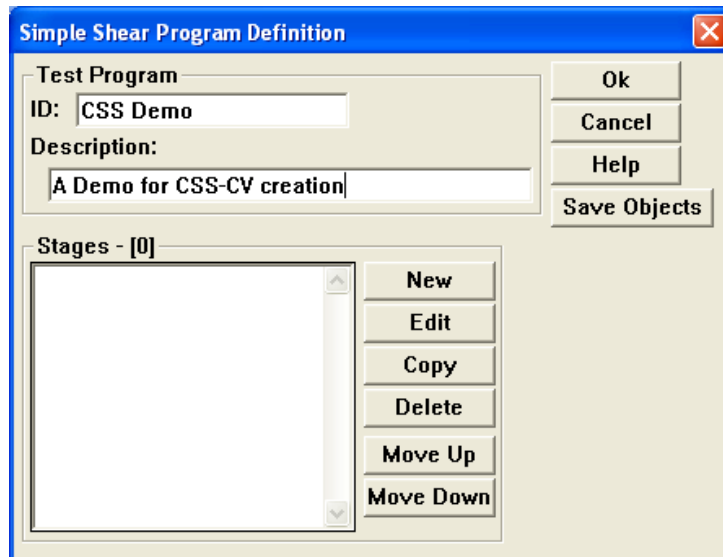 Simple Shear Program Definition
Test Program
ID: CSS Demo
Description:
A Demo for CSS-CV creation
Ok
Cancel
Help
Save Objects
Stages - [0]
New
Edit
Copy
Delete
Move Up
Move Down